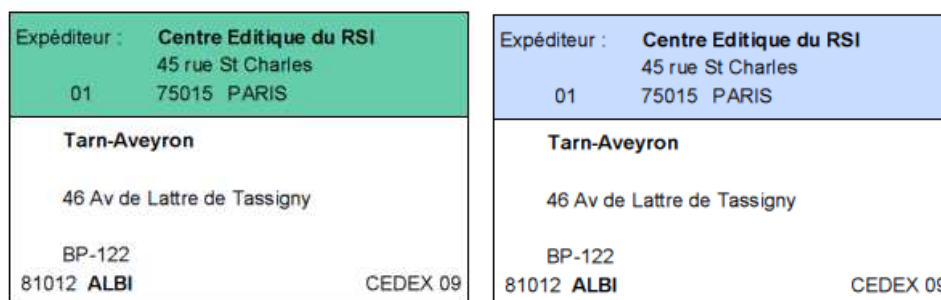 Expéditeur : Centre Editique du RSI
45 rue St Charles
01 75015 PARIS
Tarn-Aveyron
46 Av de Lattre de Tassigny
BP-122
81012 ALBI CEDEX 09
Expéditeur : Centre Editique du RSI
45 rue St Charles
01 75015 PARIS
Tarn-Aveyron
46 Av de Lattre de Tassigny
BP-122
81012 ALBI CEDEX 09